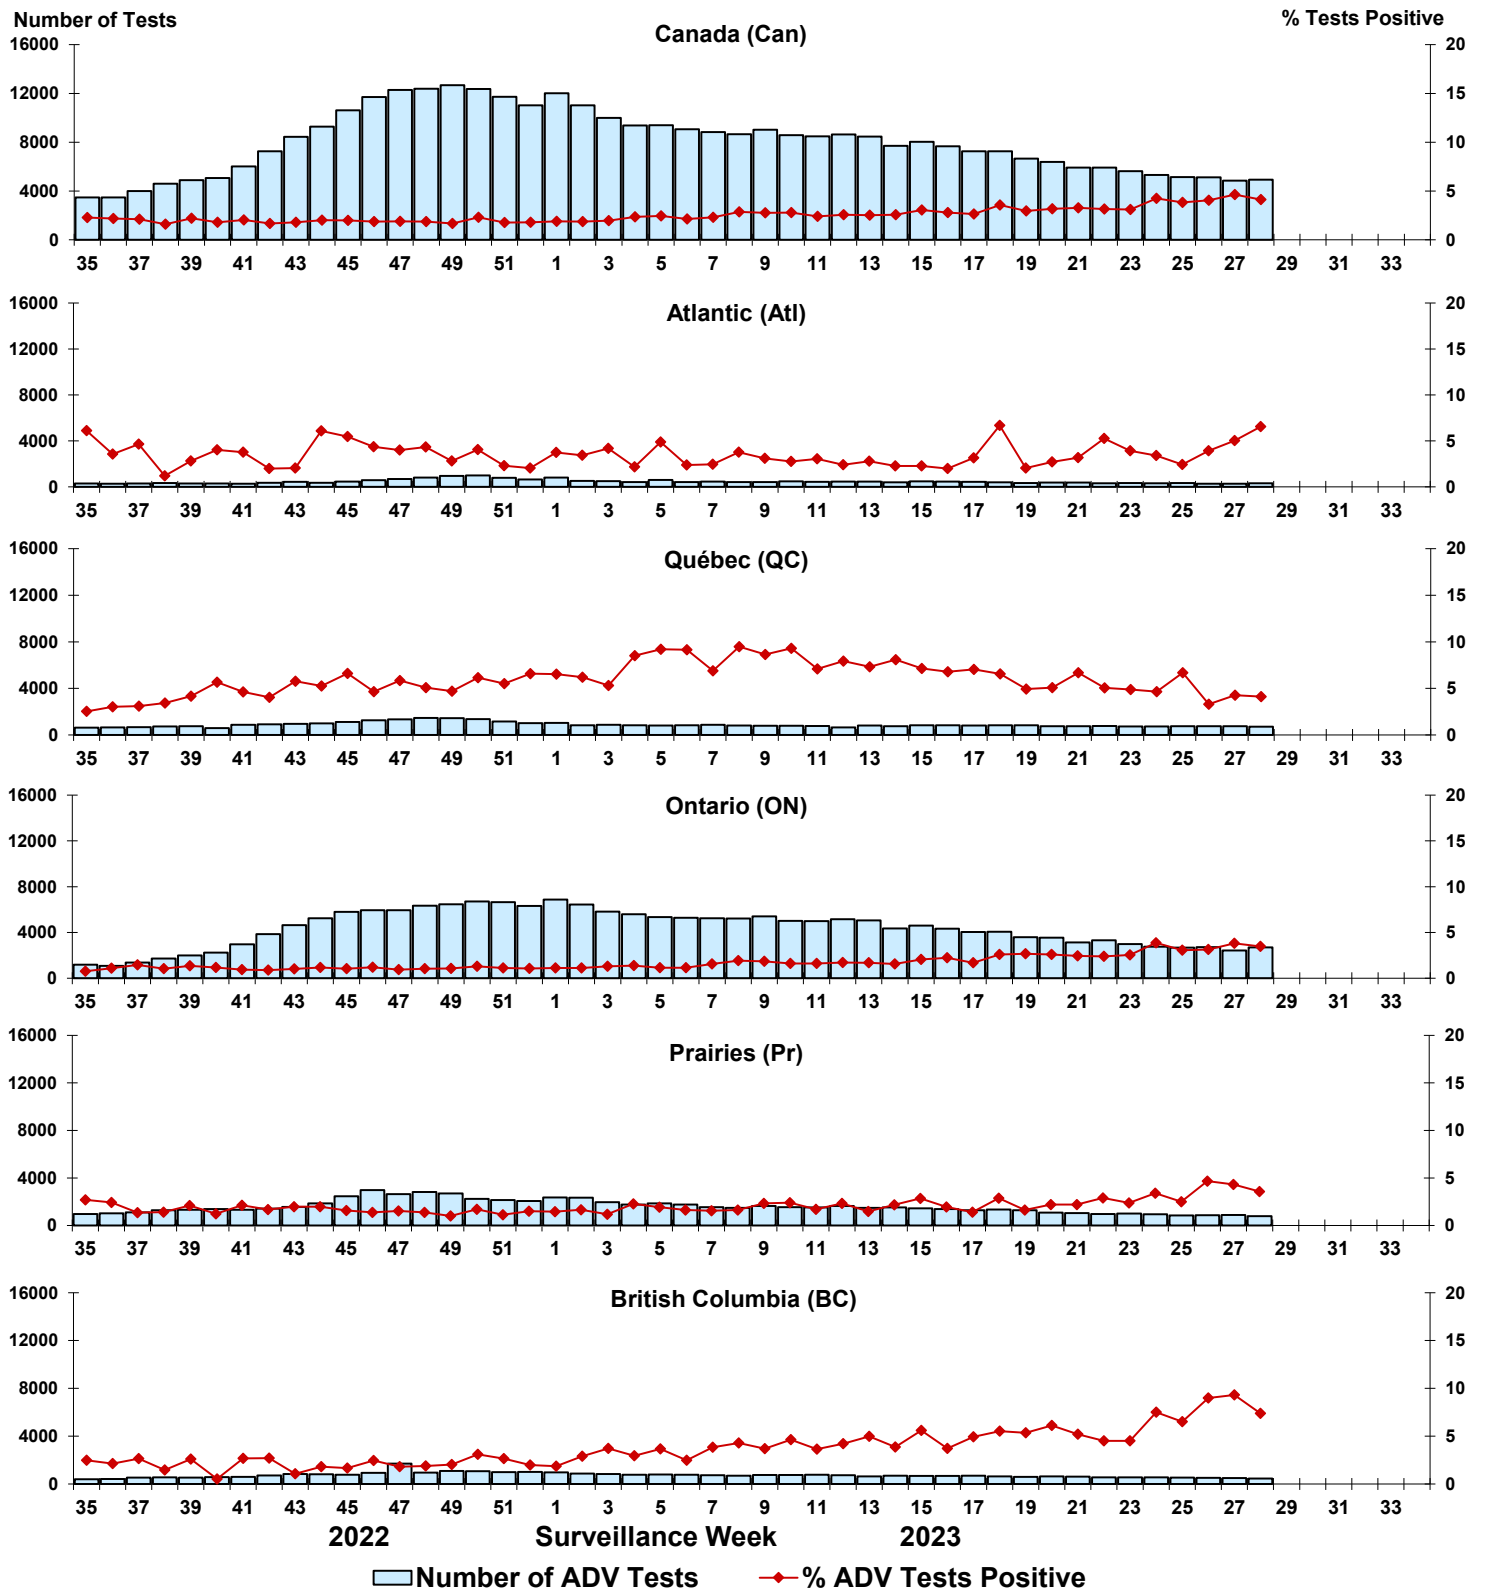 Number of Tests
% Tests Positive
Canada (Can)
16000 20
12000 15
8000 10
4000 5
0 0
35 37 39 41 43 45 47 49 51 1 3 5 7 9 11 13 15 17 19 21 23 25 27 29 31 33
Atlantic (Atl)
16000 20
12000 15
8000 10
4000 5
0 0
35 37 39 41 43 45 47 49 51 1 3 5 7 9 11 13 15 17 19 21 23 25 27 29 31 33
Québec (QC)
16000 20
12000 15
8000 10
4000 5
0 0
35 37 39 41 43 45 47 49 51 1 3 5 7 9 11 13 15 17 19 21 23 25 27 29 31 33
Ontario (ON)
16000 20
12000 15
8000 10
4000 5
0 0
35 37 39 41 43 45 47 49 51 1 3 5 7 9 11 13 15 17 19 21 23 25 27 29 31 33
Prairies (Pr)
16000 20
12000 15
8000 10
4000 5
0 0
35 37 39 41 43 45 47 49 51 1 3 5 7 9 11 13 15 17 19 21 23 25 27 29 31 33
British Columbia (BC)
16000 20
12000 15
8000 10
4000 5
0 0
35 37 39 41 43 45 47 49 51 1 3 5 7 9 11 13 15 17 19 21 23 25 27 29 31 33
2022 Surveillance Week 2023
Number of ADV Tests % ADV Tests Positive